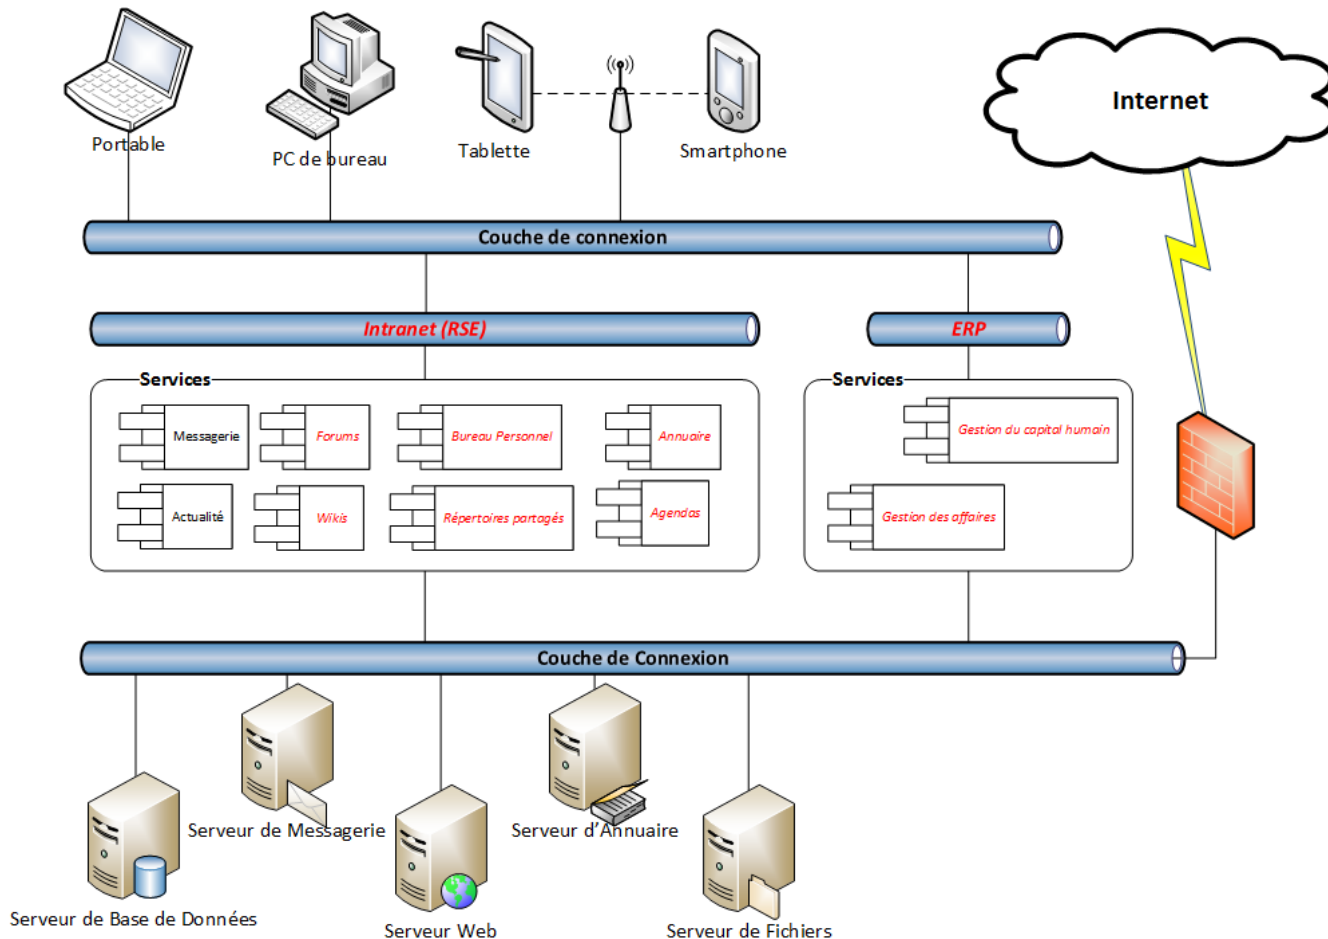 Portable
PC de bureau
Tablette
Smartphone
Internet
Couche de connexion
Intranet (RSE)
ERP
Services
Services
Messagerie
Forums
Bureau Personnel
Annuaire
Gestion du capital humain
Actualité
Wikis
Répertoires partagés
Agendas
Gestion des affaires
Couche de Connexion
Serveur de Messagerie
Serveur d'Annuaire
Serveur de Base de Données
Serveur Web
Serveur de Fichiers